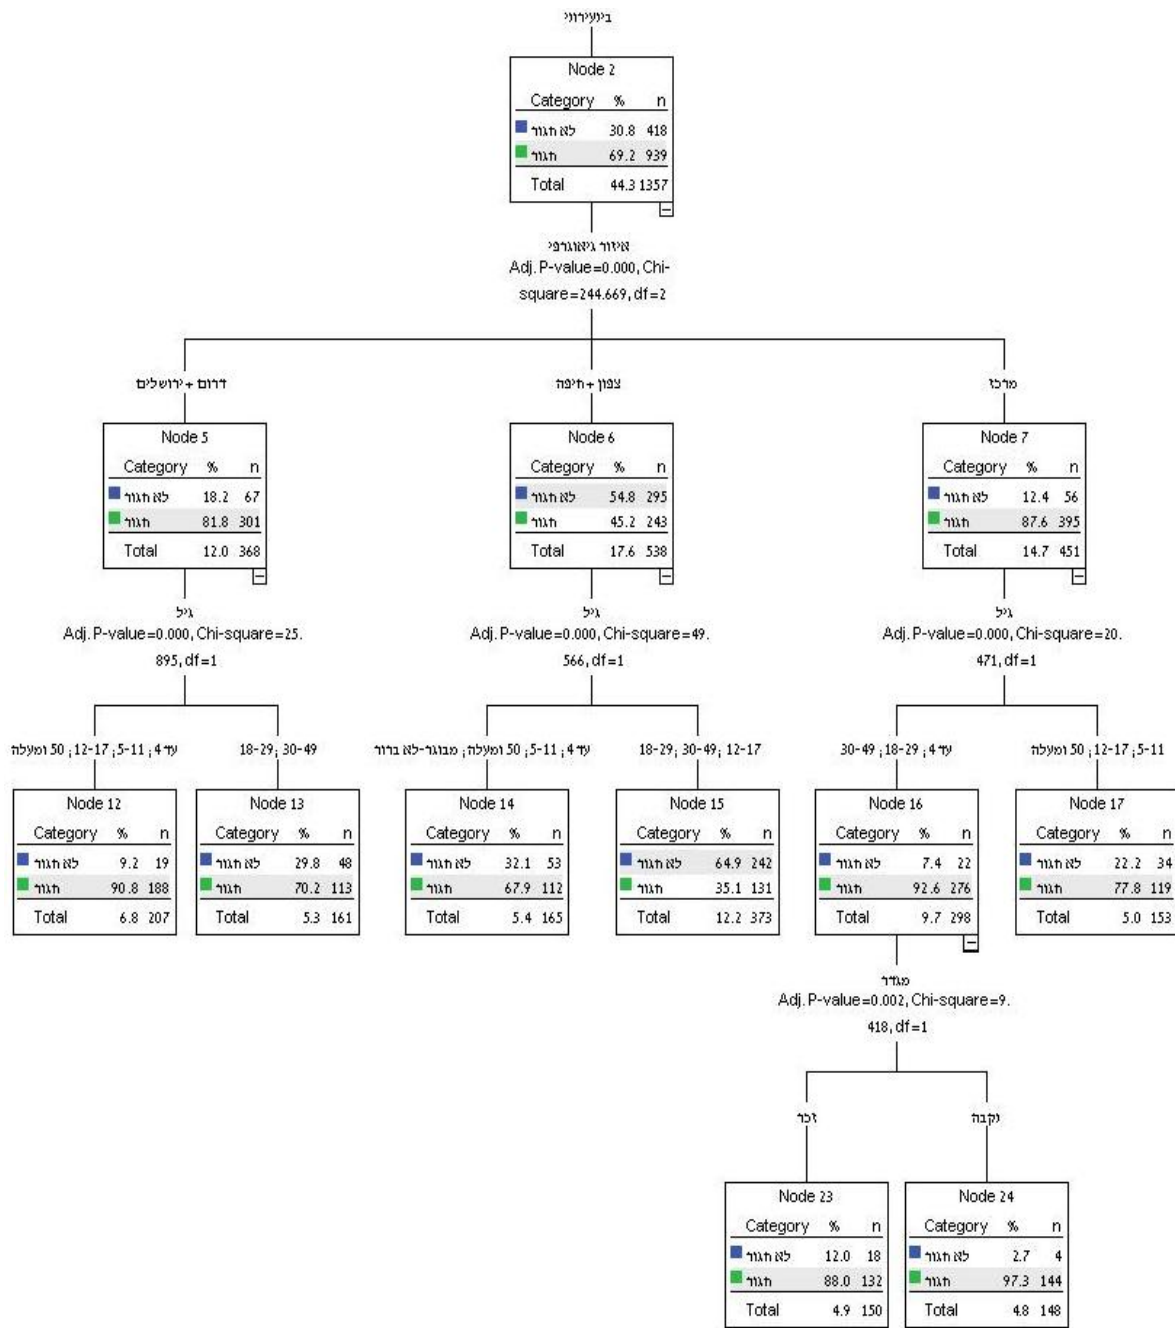 בינעירוני
Node 2
Category % n
לא חגור 30.8 418
חגור 69.2 939
Total 44.3 1357
איזור גיאוגרפי
Adj. P-value=0.000, Chi-
square=244.669, df=2
דרום + ירושלים
Node 5
Category % n
לא חגור 18.2 67
חגור 81.8 301
Total 12.0 368
צפון + חיפה
Node 6
Category % n
לא חגור 54.8 295
חגור 45.2 243
Total 17.6 538
מרכז
Node 7
Category % n
לא חגור 12.4 56
חגור 87.6 395
Total 14.7 451
גיל
Adj. P-value=0.000, Chi-square=25.
895, df=1
גיל
Adj. P-value=0.000, Chi-square=49.
566, df=1
גיל
Adj. P-value=0.000, Chi-square=20.
471, df=1
עד 4; 5-11; 12-17; 50 ומעלה
Node 12
Category % n
לא חגור 9.2 19
חגור 90.8 188
Total 6.8 207
18-29; 30-49
Node 13
Category % n
לא חגור 29.8 48
חגור 70.2 113
Total 5.3 161
עד 4; 5-11; 50 ומעלה; מבוגר-לא ברור
Node 14
Category % n
לא חגור 32.1 53
חגור 67.9 112
Total 5.4 165
18-29; 30-49; 12-17
Node 15
Category % n
לא חגור 64.9 242
חגור 35.1 131
Total 12.2 373
עד 4; 18-29; 30-49
Node 16
Category % n
לא חגור 7.4 22
חגור 92.6 276
Total 9.7 298
5-11; 12-17; 50 ומעלה
Node 17
Category % n
לא חגור 22.2 34
חגור 77.8 119
Total 5.0 153
מגדר
Adj. P-value=0.002, Chi-square=9.
418, df=1
זכר
Node 23
Category % n
לא חגור 12.0 18
חגור 88.0 132
Total 4.9 150
נקבה
Node 24
Category % n
לא חגור 2.7 4
חגור 97.3 144
Total 4.8 148